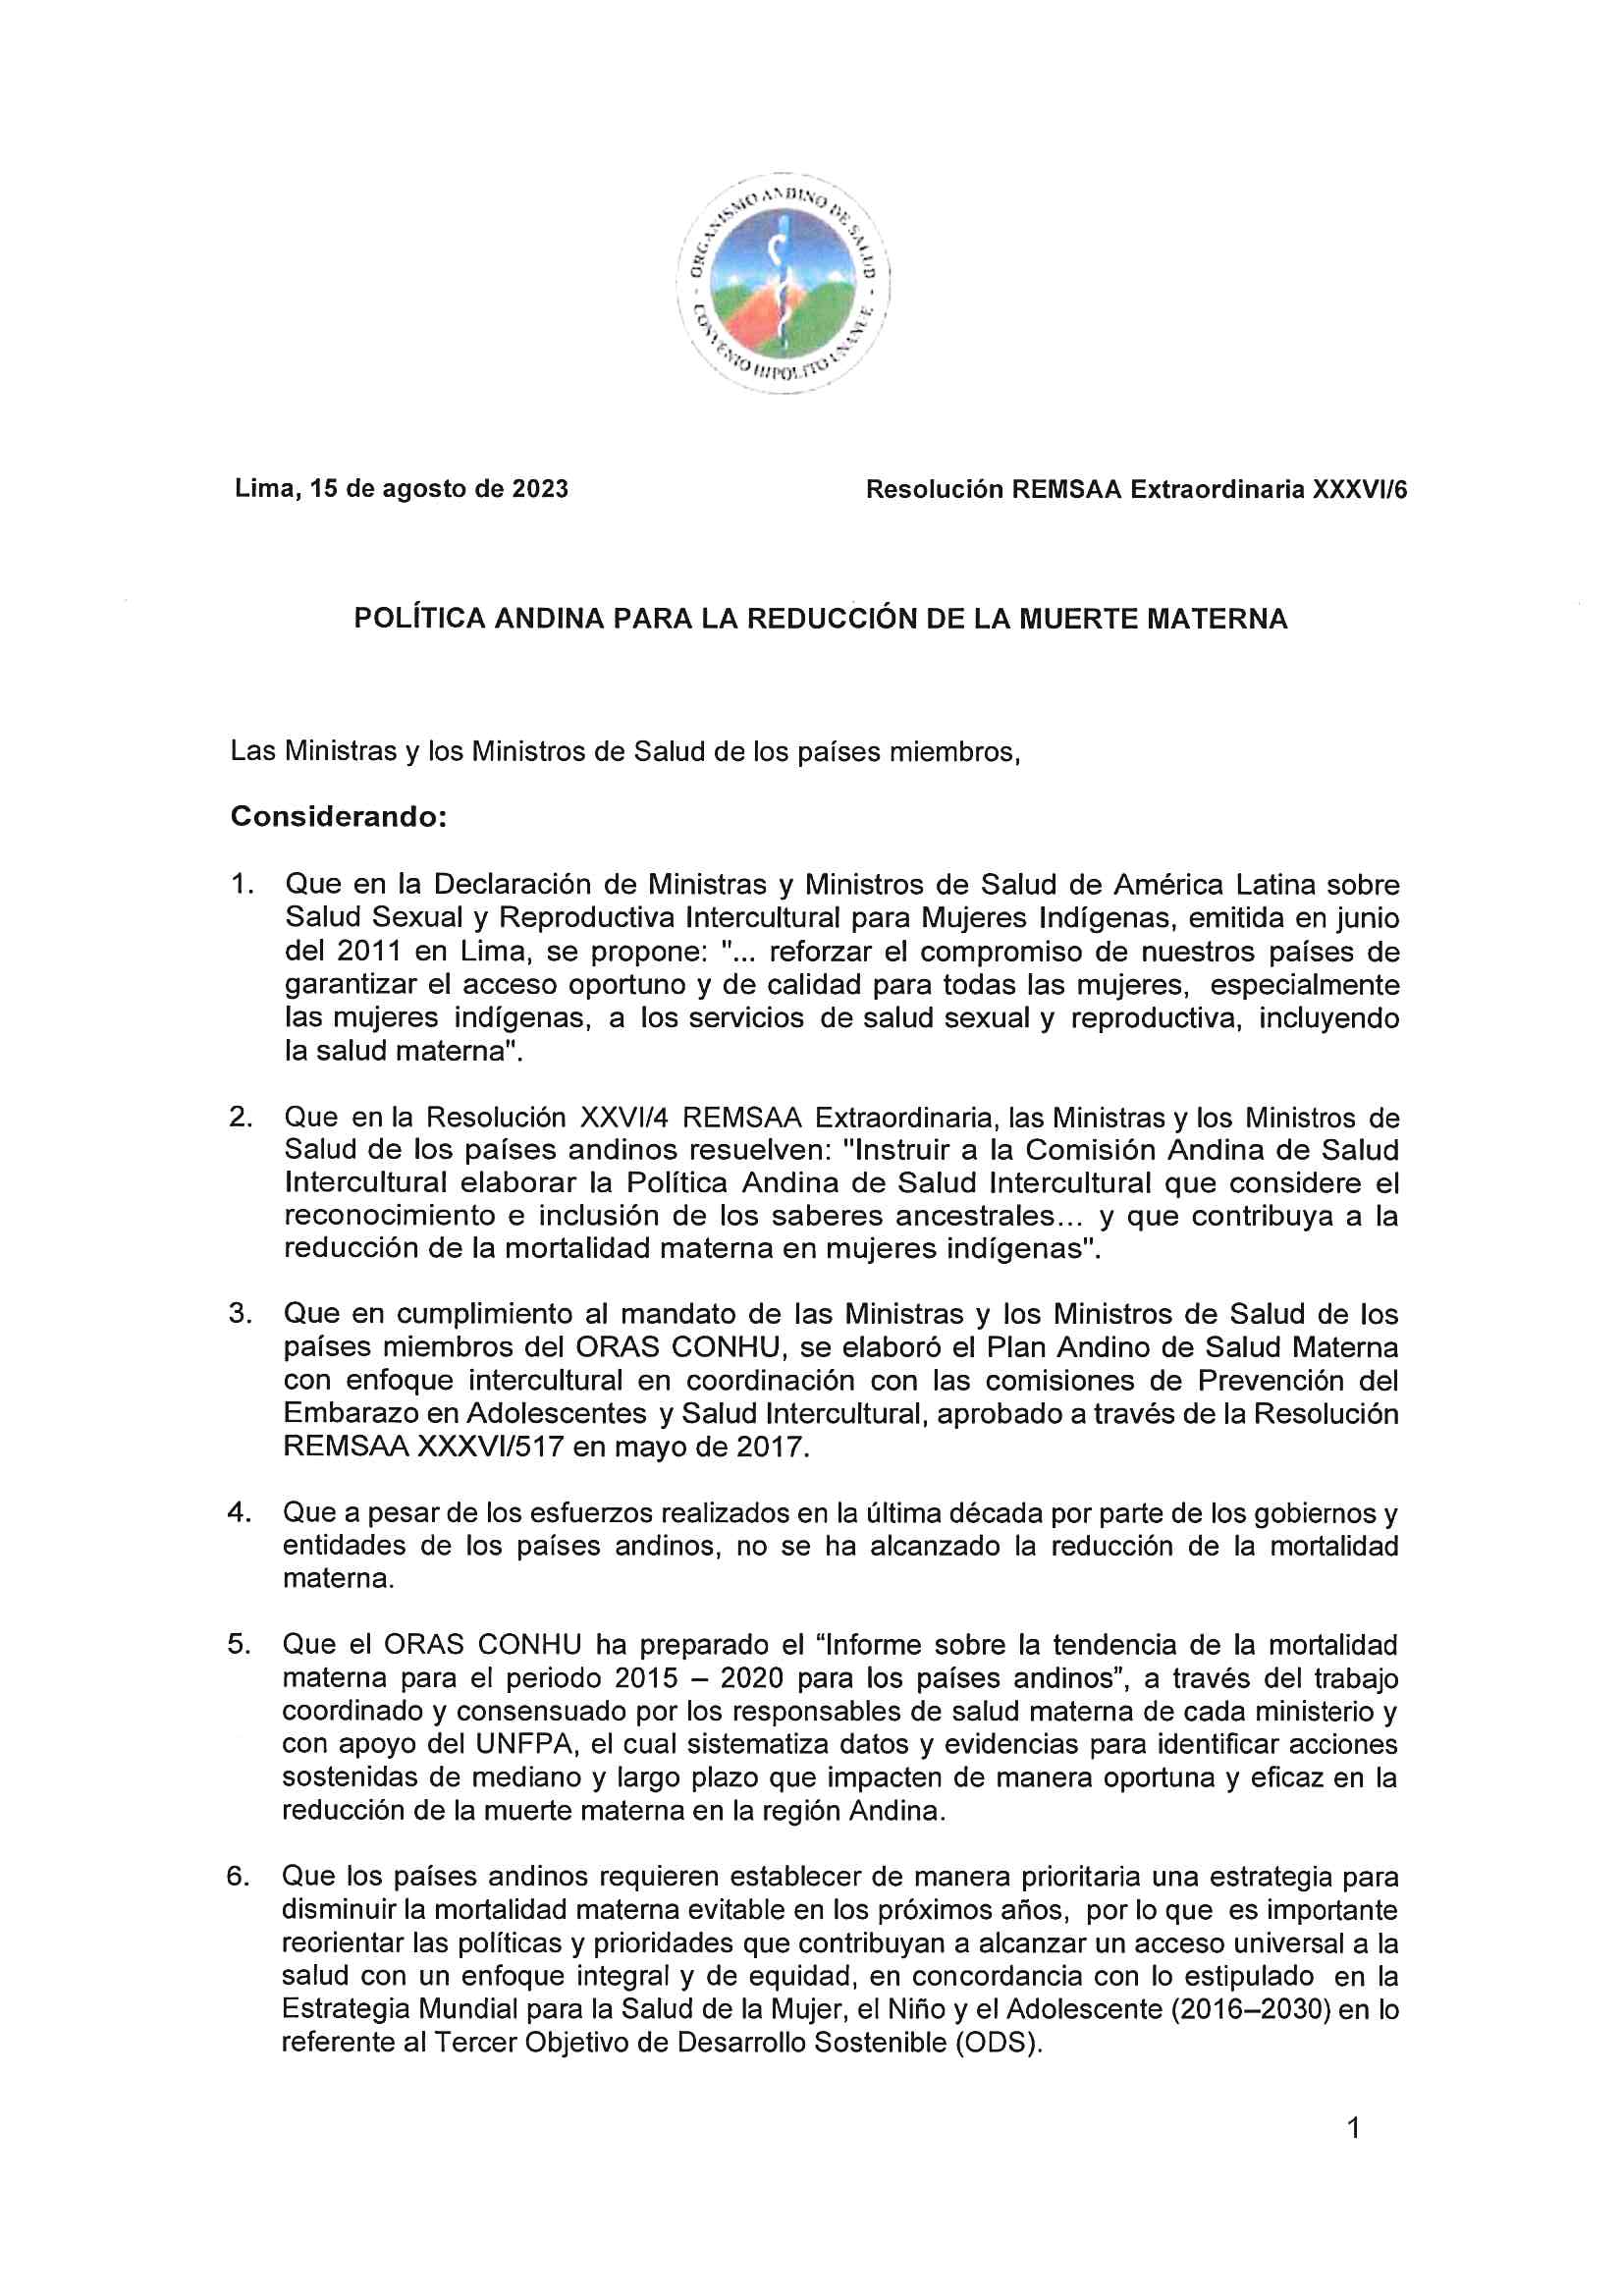 ORGANISMO ANDINO DE SALUD - CONVENIO HIPOLITO UNANUE -
Lima, 15 de agosto de 2023 Resolución REMSAA Extraordinaria XXXVI/6
POLÍTICA ANDINA PARA LA REDUCCIÓN DE LA MUERTE MATERNA
Las Ministras y los Ministros de Salud de los países miembros,
Considerando:
1. Que en la Declaración de Ministras y Ministros de Salud de América Latina sobre
Salud Sexual y Reproductiva Intercultural para Mujeres Indígenas, emitida en junio
del 2011 en Lima, se propone: "... reforzar el compromiso de nuestros países de
garantizar el acceso oportuno y de calidad para todas las mujeres, especialmente
las mujeres indígenas, a los servicios de salud sexual y reproductiva, incluyendo
la salud materna".
2. Que en la Resolución XXVI/4 REMSAA Extraordinaria, las Ministras y los Ministros de
Salud de los países andinos resuelven: "Instruir a la Comisión Andina de Salud
Intercultural elaborar la Política Andina de Salud Intercultural que considere el
reconocimiento e inclusión de los saberes ancestrales... y que contribuya a la
reducción de la mortalidad materna en mujeres indígenas".
3. Que en cumplimiento al mandato de las Ministras y los Ministros de Salud de los
países miembros del ORAS CONHU, se elaboró el Plan Andino de Salud Materna
con enfoque intercultural en coordinación con las comisiones de Prevención del
Embarazo en Adolescentes y Salud Intercultural, aprobado a través de la Resolución
REMSAA XXXVI/517 en mayo de 2017.
4. Que a pesar de los esfuerzos realizados en la última década por parte de los gobiernos y
entidades de los países andinos, no se ha alcanzado la reducción de la mortalidad
materna.
5. Que el ORAS CONHU ha preparado el “Informe sobre la tendencia de la mortalidad
materna para el periodo 2015 – 2020 para los países andinos”, a través del trabajo
coordinado y consensuado por los responsables de salud materna de cada ministerio y
con apoyo del UNFPA, el cual sistematiza datos y evidencias para identificar acciones
sostenidas de mediano y largo plazo que impacten de manera oportuna y eficaz en la
reducción de la muerte materna en la región Andina.
6. Que los países andinos requieren establecer de manera prioritaria una estrategia para
disminuir la mortalidad materna evitable en los próximos años, por lo que es importante
reorientar las políticas y prioridades que contribuyan a alcanzar un acceso universal a la
salud con un enfoque integral y de equidad, en concordancia con lo estipulado en la
Estrategia Mundial para la Salud de la Mujer, el Niño y el Adolescente (2016–2030) en lo
referente al Tercer Objetivo de Desarrollo Sostenible (ODS).
1